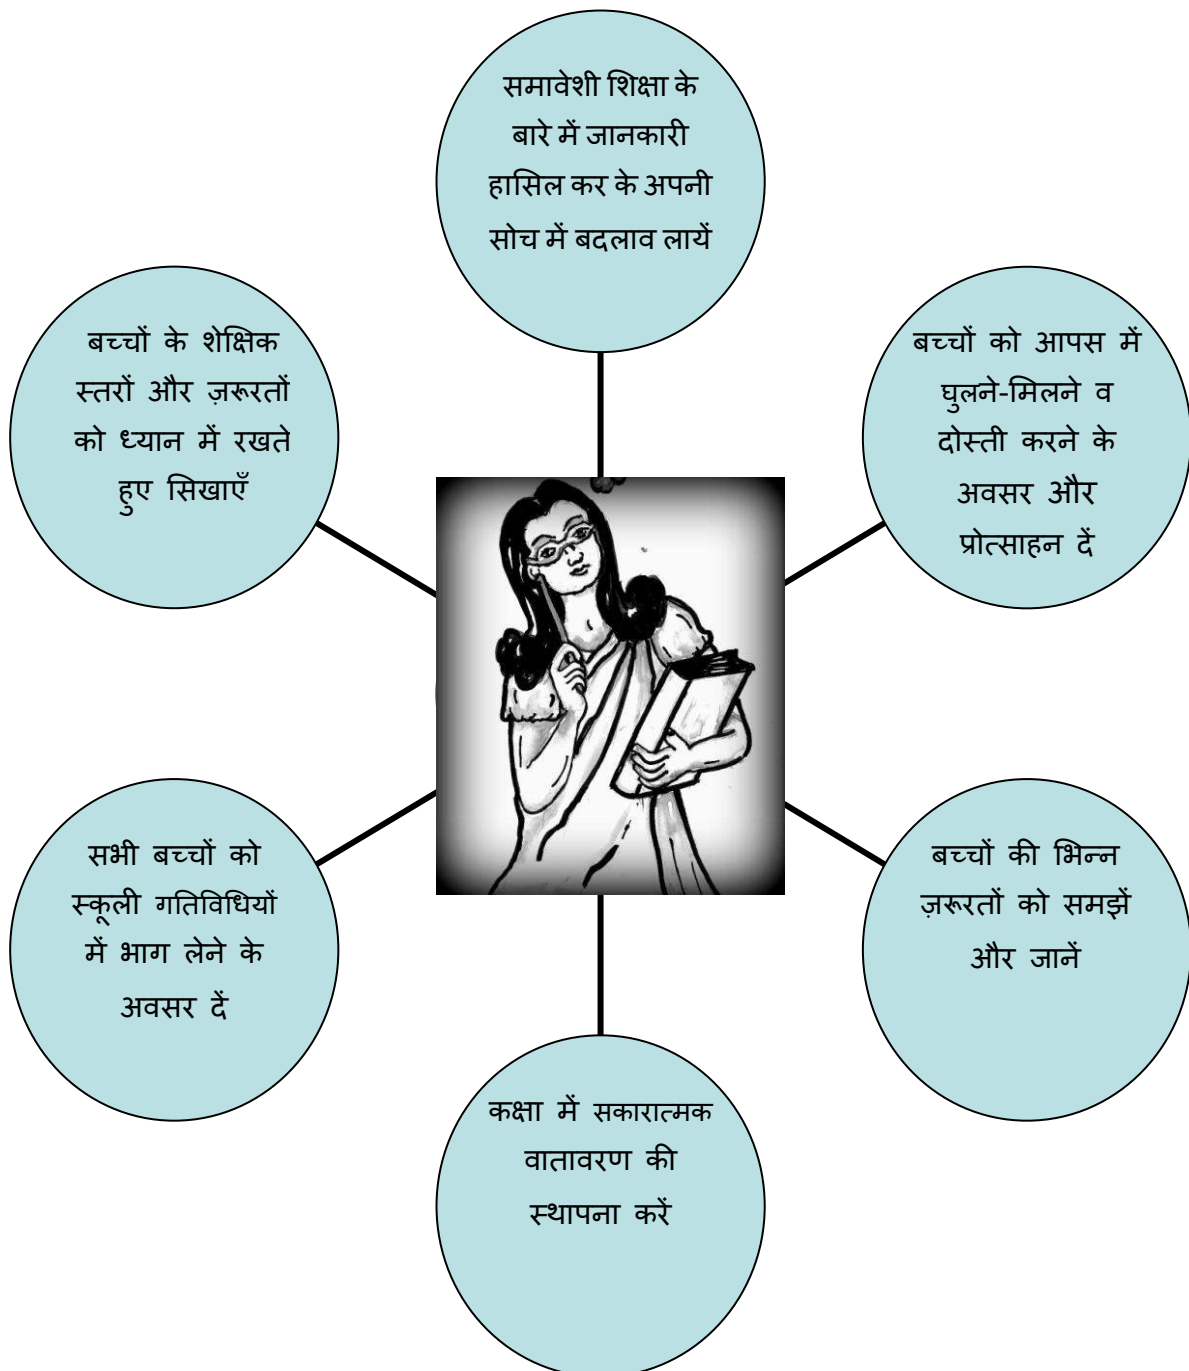 समावेशी शिक्षा के
बारे में जानकारी
हासिल कर के अपनी
सोच में बदलाव लायें
बच्चों को आपस में
घुलने-मिलने व
दोस्ती करने के
अवसर और
प्रोत्साहन दें
बच्चों की भिन्न
ज़रूरतों को समझें
और जानें
कक्षा में सकारात्मक
वातावरण की
स्थापना करें
सभी बच्चों को
स्कूली गतिविधियों
में भाग लेने के
अवसर दें
बच्चों के शेक्षिक
स्तरों और ज़रूरतों
को ध्यान में रखते
हुए सिखाएँ